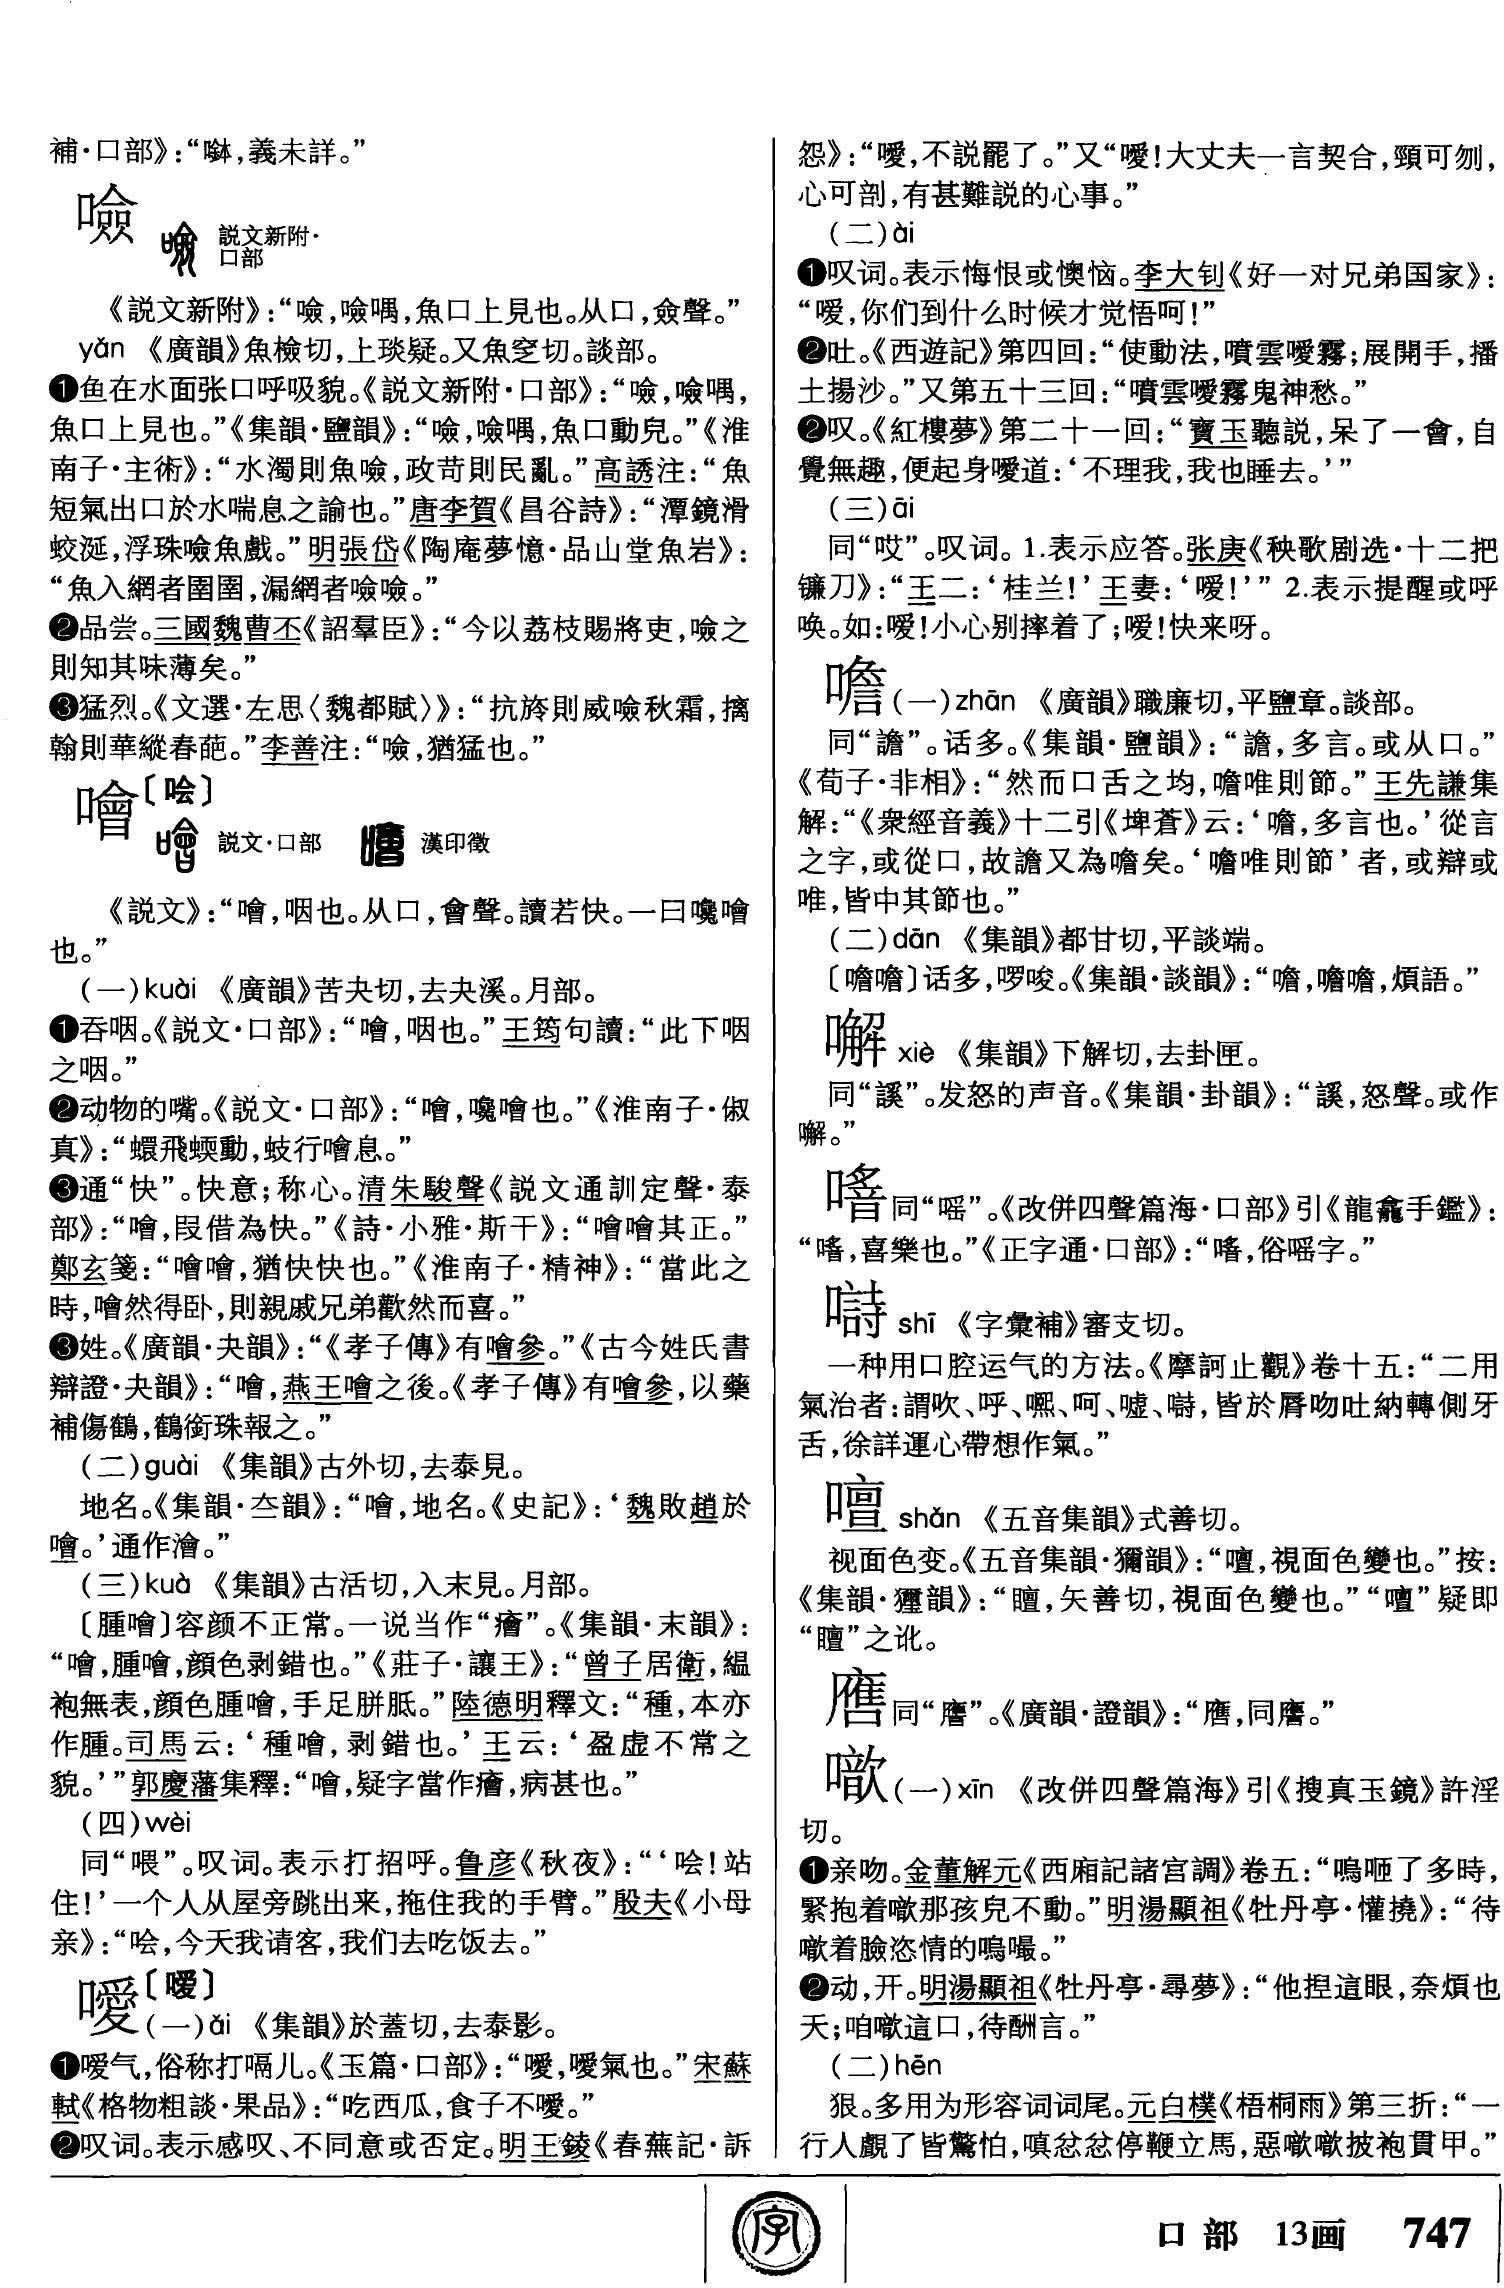 補·口部》：“㗑，義未詳。”
噞
説文新附·
口部
《説文新附》：“噞，噞喁，魚口上見也。从口，僉聲。”
yǎn 《廣韻》魚檢切，上琰疑。又魚窆切。談部。
❶鱼在水面张口呼吸貌。《説文新附·口部》：“噞，噞喁，
魚口上見也。”《集韻·鹽韻》：“噞，噞喁，魚口動皃。”《淮
南子·主術》：“水濁則魚噞，政苛則民亂。”高誘注：“魚
短氣出口於水喘息之諭也。”唐李賀《昌谷詩》：“潭鏡滑
蛟涎，浮珠噞魚戲。”明張岱《陶庵夢憶·品山堂魚宕》：
“魚入網者圉圉，漏網者噞噞。”
❷品尝。三國魏曹丕《詔羣臣》：“今以荔枝賜將吏，噞之
則知其味薄矣。”
❸猛烈。《文選·左思〈魏都賦〉》：“抗旍則威噞秋霜，摛
翰則華縱春葩。”李善注：“噞，猶猛也。”
噲〔哙〕
説文·口部 漢印徵
《説文》：“噲，咽也。从口，會聲。讀若快。一曰嚵噲
也。”
（一）kuài 《廣韻》苦夬切，去夬溪。月部。
❶吞咽。《説文·口部》：“噲，咽也。”王筠句讀：“此下咽
之咽。”
❷动物的嘴。《説文·口部》：“噲，嚵噲也。”《淮南子·俶
真》：“蠉飛蝡動，蚑行噲息。”
❸通“快”。快意；称心。清朱駿聲《説文通訓定聲·泰
部》：“噲，叚借為快。”《詩·小雅·斯干》：“噲噲其正。”
鄭玄箋：“噲噲，猶快快也。”《淮南子·精神》：“當此之
時，噲然得卧，則親戚兄弟歡然而喜。”
❸姓。《廣韻·夬韻》：“《孝子傳》有噲參。”《古今姓氏書
辯證·夬韻》：“噲，燕王噲之後。《孝子傳》有噲參，以藥
補傷鶴，鶴銜珠報之。”
（二）guài 《集韻》古外切，去泰見。
地名。《集韻·夳韻》：“噲，地名。《史記》：‘魏敗趙於
噲。’通作澮。”
（三）kuà 《集韻》古活切，入末見。月部。
〔腫噲〕容颜不正常。一说当作“癐”。《集韻·末韻》：
“噲，腫噲，顔色剥錯也。”《莊子·讓王》：“曾子居衛，緼
袍無表，顔色腫噲，手足胼胝。”陸德明釋文：“種，本亦
作腫。司馬云：‘種噲，剥錯也。’王云：‘盈虚不常之
貌。’”郭慶藩集釋：“噲，疑字當作癐，病甚也。”
（四）wèi
同“喂”。叹词。表示打招呼。鲁彦《秋夜》：“‘哙！站
住！’一个人从屋旁跳出来，拖住我的手臂。”殷夫《小母
亲》：“哙，今天我请客，我们去吃饭去。”
噯〔嗳〕
（一）ǎi 《集韻》於蓋切，去泰影。
❶嗳气，俗称打嗝儿。《玉篇·口部》：“噯，噯氣也。”宋蘇
軾《格物粗談·果品》：“吃西瓜，食子不噯。”
❷叹词。表示感叹、不同意或否定。明王錂《春蕪記·訴
怨》：“噯，不説罷了。”又“噯！大丈夫一言契合，頸可刎，
心可剖，有甚難説的心事。”
（二）ài
❶叹词。表示悔恨或懊恼。李大钊《好一对兄弟国家》：
“嗳，你们到什么时候才觉悟呵！”
❷吐。《西遊記》第四回：“使動法，噴雲噯霧；展開手，播
土揚沙。”又第五十三回：“噴雲噯霧鬼神愁。”
❷叹。《紅樓夢》第二十一回：“寶玉聽説，呆了一會，自
覺無趣，便起身噯道：‘不理我，我也睡去。’”
（三）āi
同“哎”。叹词。1.表示应答。张庚《秧歌剧选·十二把
镰刀》：“王二：‘桂兰！’王妻：‘嗳！’”2.表示提醒或呼
唤。如：嗳！小心别摔着了；嗳！快来呀。
噡（一）zhān 《廣韻》職廉切，平鹽章。談部。
同“譫”。话多。《集韻·鹽韻》：“譫，多言。或从口。”
《荀子·非相》：“然而口舌之均，噡唯則節。”王先謙集
解：“《衆經音義》十二引《埤蒼》云：‘噡，多言也。’從言
之字，或從口，故譫又為噡矣。‘噡唯則節’者，或辯或
唯，皆中其節也。”
（二）dān 《集韻》都甘切，平談端。
〔噡噡〕话多，啰唆。《集韻·談韻》：“噡，噡噡，煩語。”
嶰 xiè 《集韻》下解切，去卦匣。
同“謑”。发怒的声音。《集韻·卦韻》：“謑，怒聲。或作
嶰。”
同“嗂”。《改併四聲篇海·口部》引《龍龕手鑑》：
“，喜樂也。”《正字通·口部》：“，俗嗂字。”
shī 《字彙補》審支切。
一种用口腔运气的方法。《摩訶止觀》卷十五：“二用
氣治者：謂吹、呼、嘕、呵、嘘、，皆於脣吻吐納轉側牙
舌，徐詳運心帶想作氣。”
shǎn 《五音集韻》式善切。
视面色变。《五音集韻·獮韻》：“，視面色變也。”按：
《集韻·獮韻》：“䁴，矢善切，視面色變也。”“”疑即
“䁴”之讹。
噟同“譍”。《廣韻·證韻》：“噟，同譍。”
噷（一）xīn 《改併四聲篇海》引《搜真玉鏡》許淫
切。
❶亲吻。金董解元《西廂記諸宫調》卷五：“嗚咂了多時，
緊抱着噷那孩兒不動。”明湯顯祖《牡丹亭·懽撓》：“待
噷着臉恣情的嗚嘬。”
❷动，开。明湯顯祖《牡丹亭·尋夢》：“他捏這眼，奈煩也
天；咱噷這口，待酬言。”
（二）hēn
狠。多用为形容词词尾。元白樸《梧桐雨》第三折：“一
行人覷了皆驚怕，嗔忿忿停鞭立馬，惡噷噷披袍貫甲。”
字
口部 13画 747